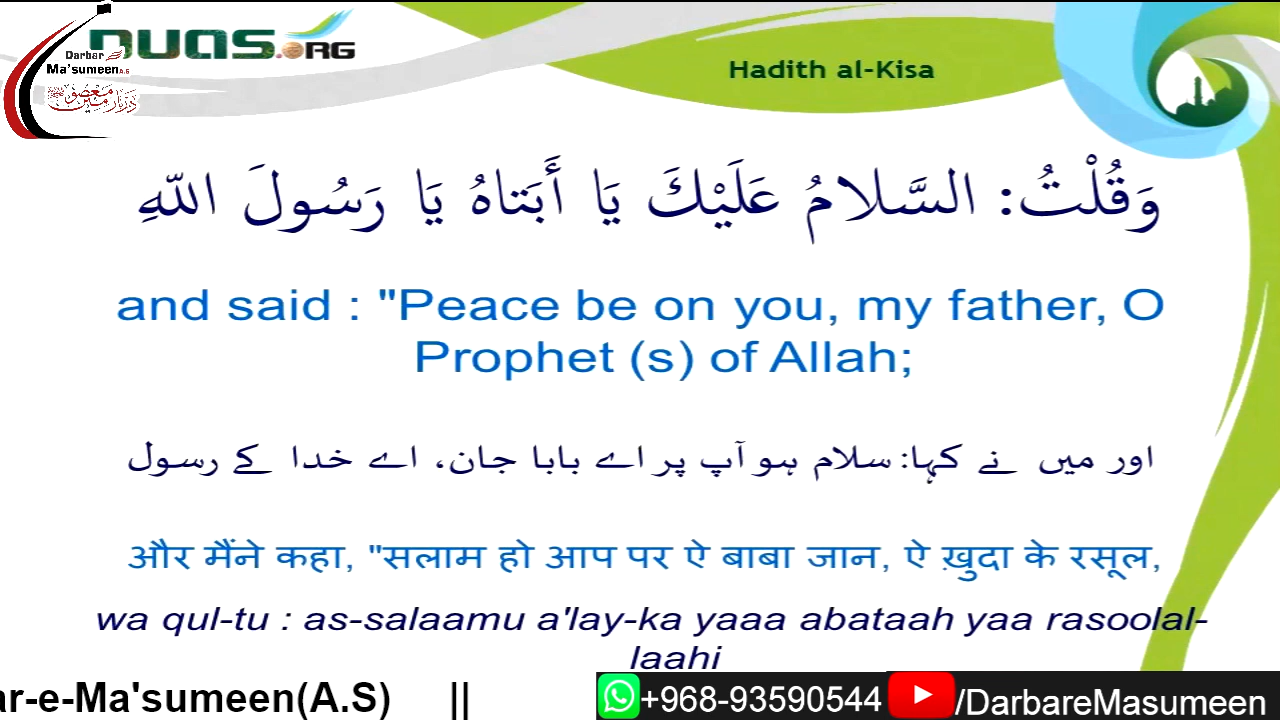 DUAS.ORG
Darbar
Ma'sumeen A.S
Hadith al-Kisa
وَقُلْتُ: السَّلامُ عَلَيْكَ يَا أَبَتاهُ يَا رَسُولَ اللّهِ
and said : "Peace be on you, my father, O
Prophet (s) of Allah;
اور میں نے کہا: سلام ہو آپ پر اے بابا جان، اے خدا کے رسول
और मैंने कहा, "सलाम हो आप पर ऐ बाबा जान, ऐ ख़ुदा के रसूल,
wa qul-tu : as-salaamu a'lay-ka yaaa abataah yaa rasoolal-
laahi
ar-e-Ma'sumeen(A.S) || +968-93590544 /DarbareMasumeen